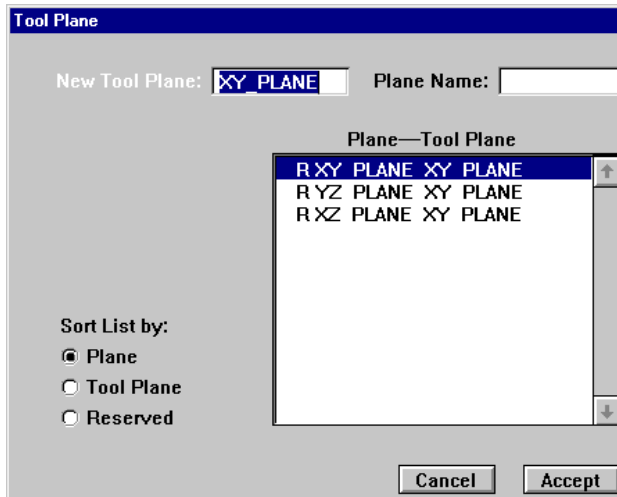 Tool Plane
New Tool Plane: XY_PLANE Plane Name:
Plane—Tool Plane
R XY PLANE XY PLANE
R YZ PLANE XY PLANE
R XZ PLANE XY PLANE
Sort List by:
Plane
Tool Plane
Reserved
Cancel Accept